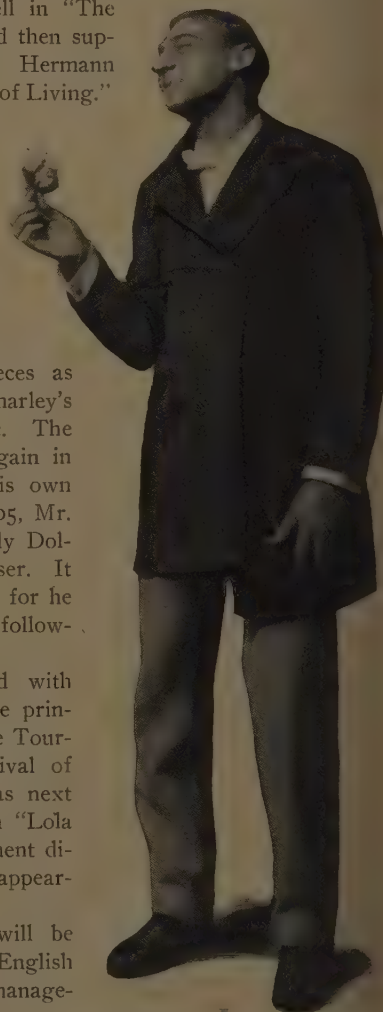 ll in “The
d then sup-
Hermann
of Living.”
eces as
harley’s
. The
gain in
is own
05, Mr.
ly Dol-
ser. It
for he
follow-
d with
e prin-
e Tour-
ival of
as next
“Lola
nent di-
appear-
will be
English
nanage-